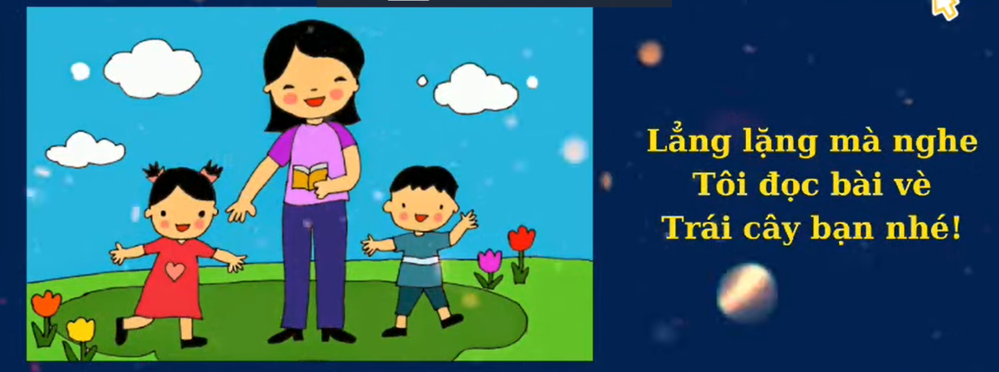 Lẳng lặng mà nghe
Tôi đọc bài vè
Trái cây bạn nhé!